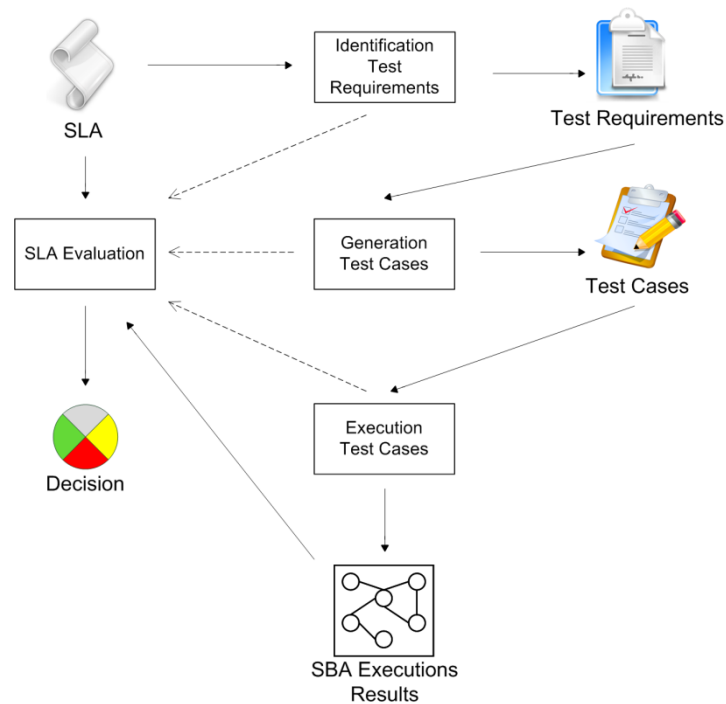 Identification
Test
Requirements
SLA
Test Requirements
SLA Evaluation
Generation
Test Cases
Test Cases
Execution
Test Cases
Decision
SBA Executions
Results